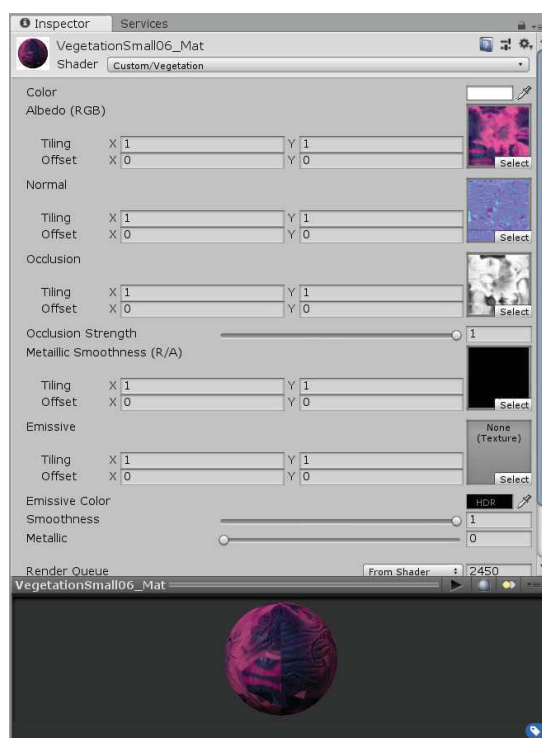 Inspector Services
VegetationSmall06_Mat
Shader Custom/Vegetation
Color
Albedo (RGB)
Tiling X 1 Y 1
Offset X 0 Y 0
Select
Normal
Tiling X 1 Y 1
Offset X 0 Y 0
Select
Occlusion
Tiling X 1 Y 1
Offset X 0 Y 0
Select
Occlusion Strength 1
Metaillic Smoothness (R/A)
Tiling X 1 Y 1
Offset X 0 Y 0
Select
Emissive
None
(Texture)
Tiling X 1 Y 1
Offset X 0 Y 0
Select
Emissive Color HDR
Smoothness 1
Metallic 0
Render Queue From Shader 2450
VegetationSmall06_Mat